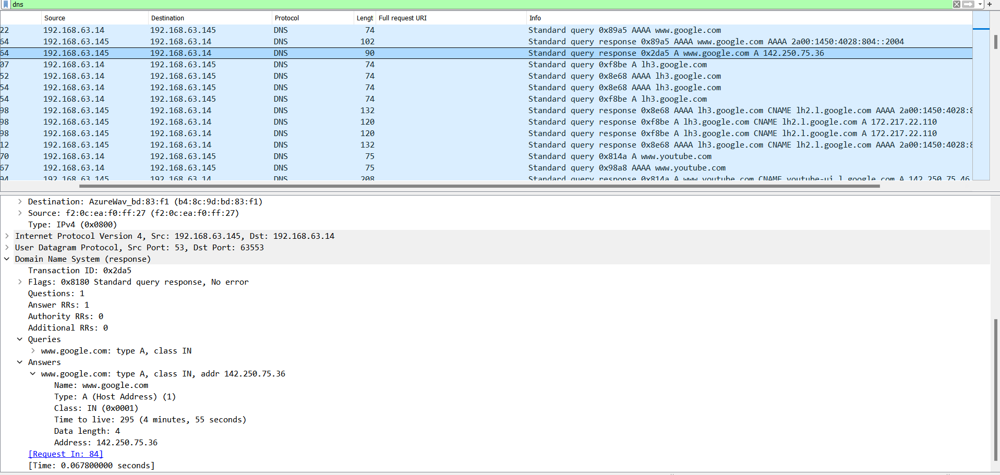 dns
Source Destination Protocol Lengt Full request URI Info
22 192.168.63.14 192.168.63.145 DNS 74 Standard query 0x89a5 AAAA www.google.com
64 192.168.63.145 192.168.63.14 DNS 102 Standard query response 0x89a5 AAAA www.google.com AAAA 2a00:1450:4028:804::2004
64 192.168.63.145 192.168.63.14 DNS 90 Standard query response 0x2da5 A www.google.com A 142.250.75.36
07 192.168.63.14 192.168.63.145 DNS 74 Standard query 0xf8be A lh3.google.com
52 192.168.63.14 192.168.63.145 DNS 74 Standard query 0x8e68 AAAA lh3.google.com
54 192.168.63.14 192.168.63.145 DNS 74 Standard query 0x8e68 AAAA lh3.google.com
54 192.168.63.14 192.168.63.145 DNS 74 Standard query 0xf8be A lh3.google.com
98 192.168.63.145 192.168.63.14 DNS 132 Standard query response 0x8e68 AAAA lh3.google.com CNAME lh2.l.google.com AAAA 2a00:1450:4028:8
98 192.168.63.145 192.168.63.14 DNS 120 Standard query response 0xf8be A lh3.google.com CNAME lh2.l.google.com A 172.217.22.110
98 192.168.63.145 192.168.63.14 DNS 120 Standard query response 0xf8be A lh3.google.com CNAME lh2.l.google.com A 172.217.22.110
12 192.168.63.145 192.168.63.14 DNS 132 Standard query response 0x8e68 AAAA lh3.google.com CNAME lh2.l.google.com AAAA 2a00:1450:4028:8
70 192.168.63.14 192.168.63.145 DNS 75 Standard query 0x814a A www.youtube.com
67 192.168.63.14 192.168.63.145 DNS 75 Standard query 0x98a8 AAAA www.youtube.com
94 192.168.63.145 192.168.63.14 DNS 208 Standard query response 0x814a A www.youtube.com CNAME youtube-ui.l.google.com A 142.250.75.46
Destination: AzureWav_bd:83:f1 (b4:8c:9d:bd:83:f1)
Source: f2:0c:ea:f0:ff:27 (f2:0c:ea:f0:ff:27)
Type: IPv4 (0x0800)
Internet Protocol Version 4, Src: 192.168.63.145, Dst: 192.168.63.14
User Datagram Protocol, Src Port: 53, Dst Port: 63553
Domain Name System (response)
Transaction ID: 0x2da5
Flags: 0x8180 Standard query response, No error
Questions: 1
Answer RRs: 1
Authority RRs: 0
Additional RRs: 0
Queries
www.google.com: type A, class IN
Answers
www.google.com: type A, class IN, addr 142.250.75.36
Name: www.google.com
Type: A (Host Address) (1)
Class: IN (0x0001)
Time to live: 295 (4 minutes, 55 seconds)
Data length: 4
Address: 142.250.75.36
[Request In: 84]
[Time: 0.067800000 seconds]